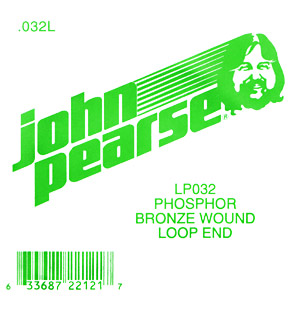 .032L
john
pearse®
LP032
PHOSPHOR
BRONZE WOUND
LOOP END
6 33687 22121 7